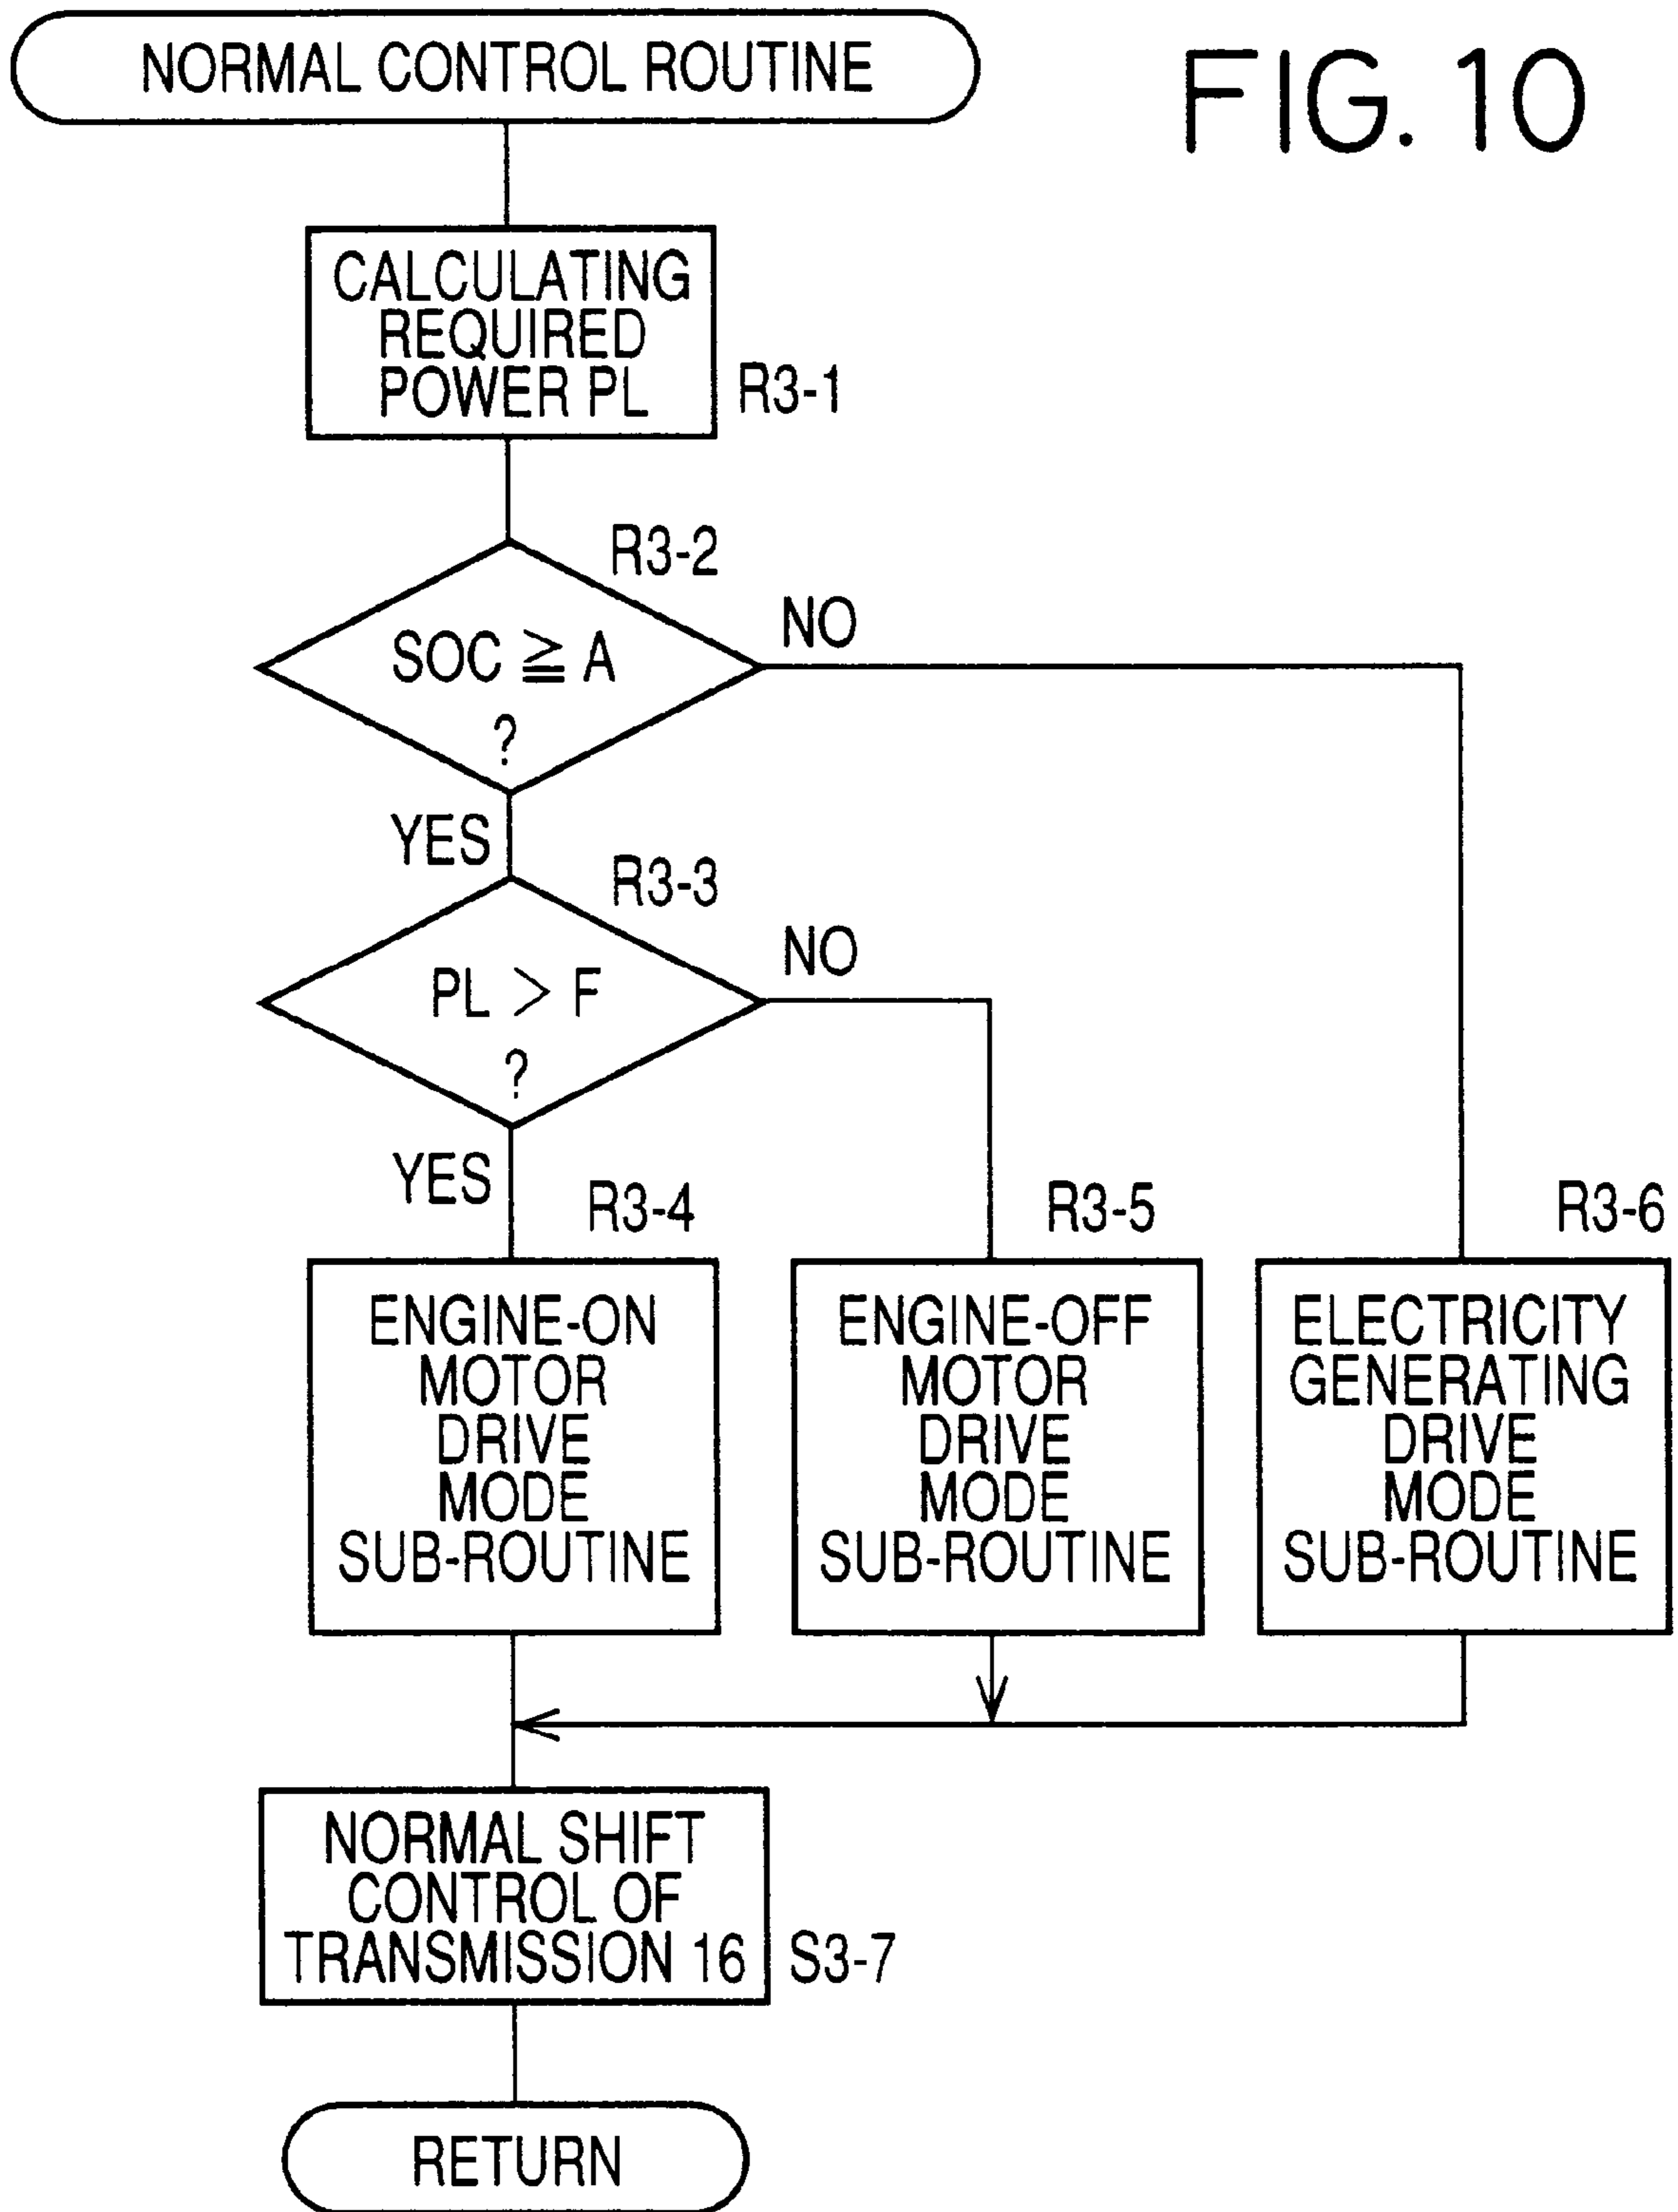 NORMAL CONTROL ROUTINE
FIG. 10
CALCULATING
REQUIRED
POWER PL
R3-1
R3-2
SOC ≧ A
?
NO
YES
R3-3
PL > F
?
NO
YES
R3-4
ENGINE-ON
MOTOR
DRIVE
MODE
SUB-ROUTINE
R3-5
ENGINE-OFF
MOTOR
DRIVE
MODE
SUB-ROUTINE
R3-6
ELECTRICITY
GENERATING
DRIVE
MODE
SUB-ROUTINE
NORMAL SHIFT
CONTROL OF
TRANSMISSION 16
S3-7
RETURN